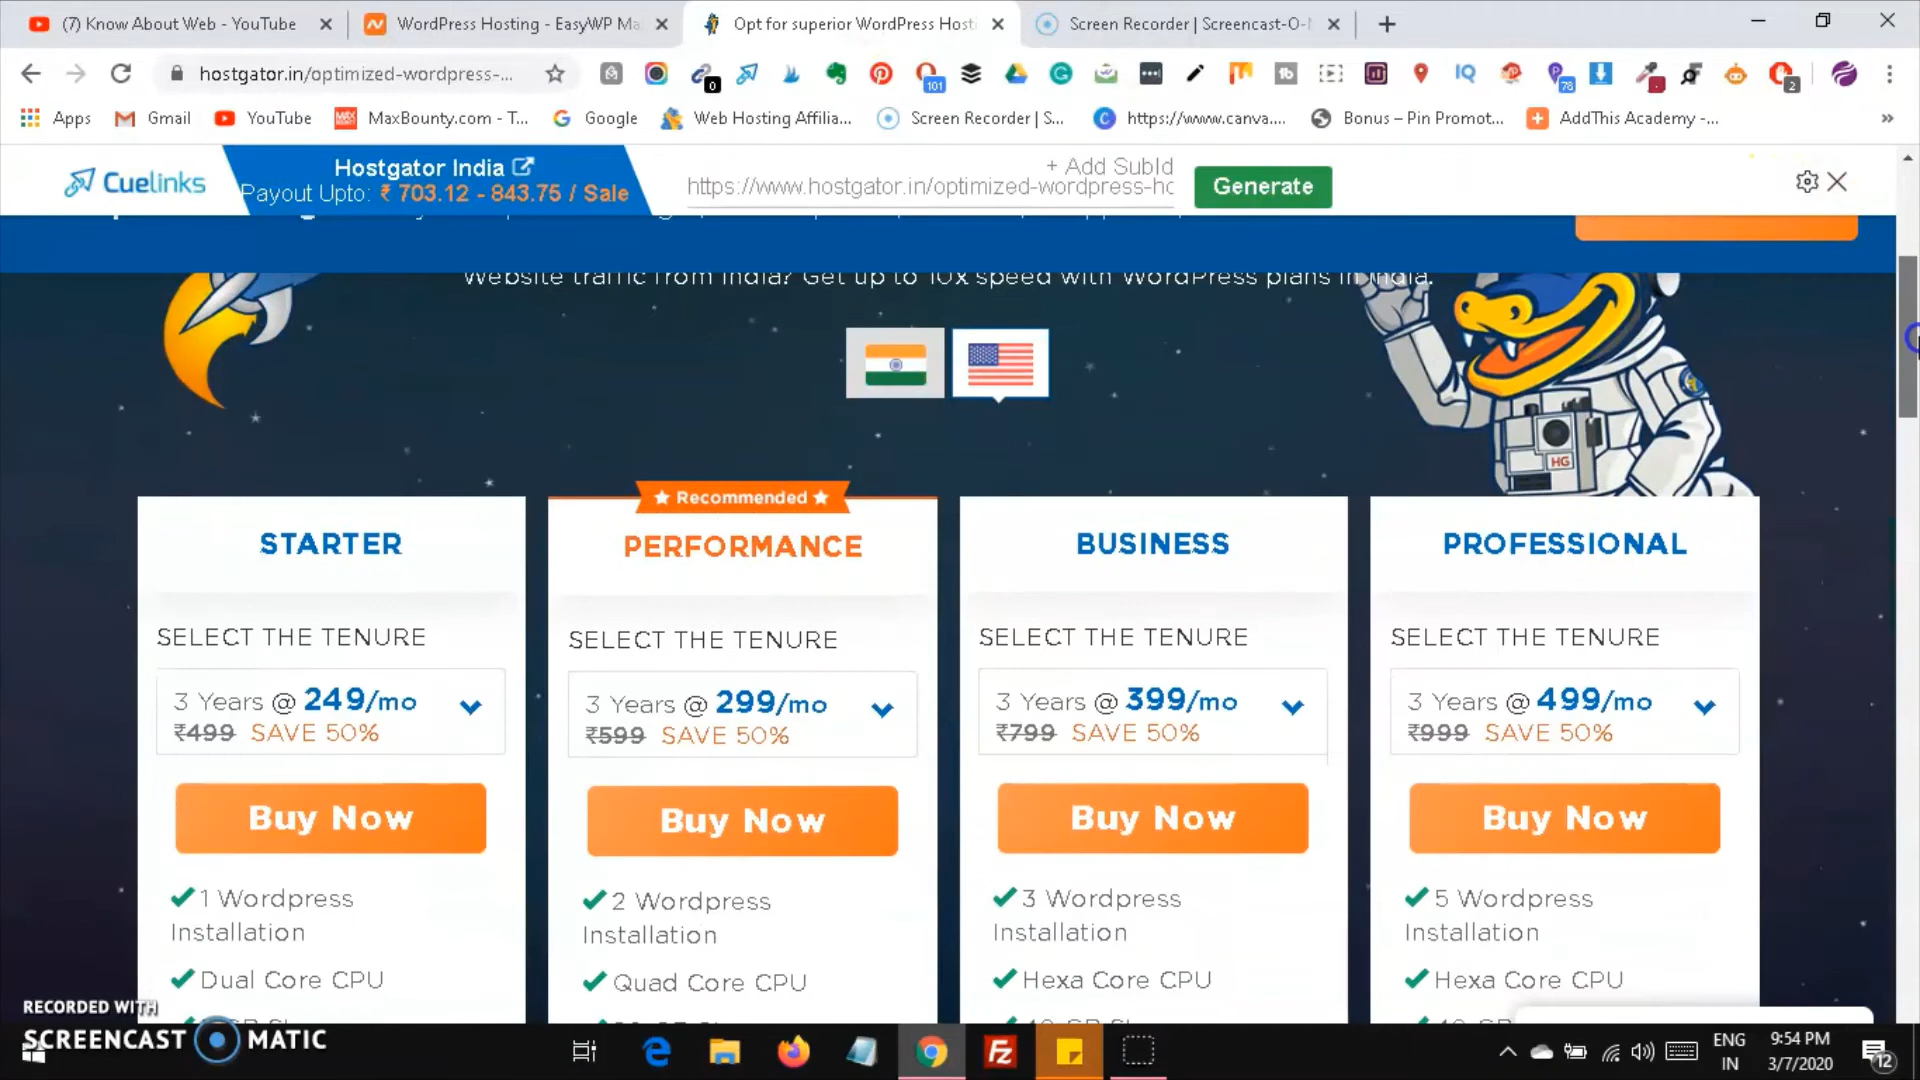 (7) Know About Web - YouTube
WordPress Hosting - EasyWP Ma
Opt for superior WordPress Host
Screen Recorder | Screencast-O-
hostgator.in/optimized-wordpress-...
0
101
IQ
78
2
Apps
Gmail
YouTube
MaxBounty.com - T...
Google
Web Hosting Affilia...
Screen Recorder | S...
https://www.canva....
Bonus – Pin Promot...
AddThis Academy -...
»
Cuelinks
Hostgator India
Payout Upto: ₹ 703.12 - 843.75 / Sale
+ Add SubId
https://www.hostgator.in/optimized-wordpress-hc
Generate
Website traffic from India? Get up to 10x speed with WordPress plans in India.
HG
STARTER
SELECT THE TENURE
3 Years @ 249/mo
₹499 SAVE 50%
Buy Now
1 Wordpress
Installation
Dual Core CPU
Recommended
PERFORMANCE
SELECT THE TENURE
3 Years @ 299/mo
₹599 SAVE 50%
Buy Now
2 Wordpress
Installation
Quad Core CPU
BUSINESS
SELECT THE TENURE
3 Years @ 399/mo
₹799 SAVE 50%
Buy Now
3 Wordpress
Installation
Hexa Core CPU
PROFESSIONAL
SELECT THE TENURE
3 Years @ 499/mo
₹999 SAVE 50%
Buy Now
5 Wordpress
Installation
Hexa Core CPU
RECORDED WITH
SCREENCAST MATIC
ENG
IN
9:54 PM
3/7/2020
12